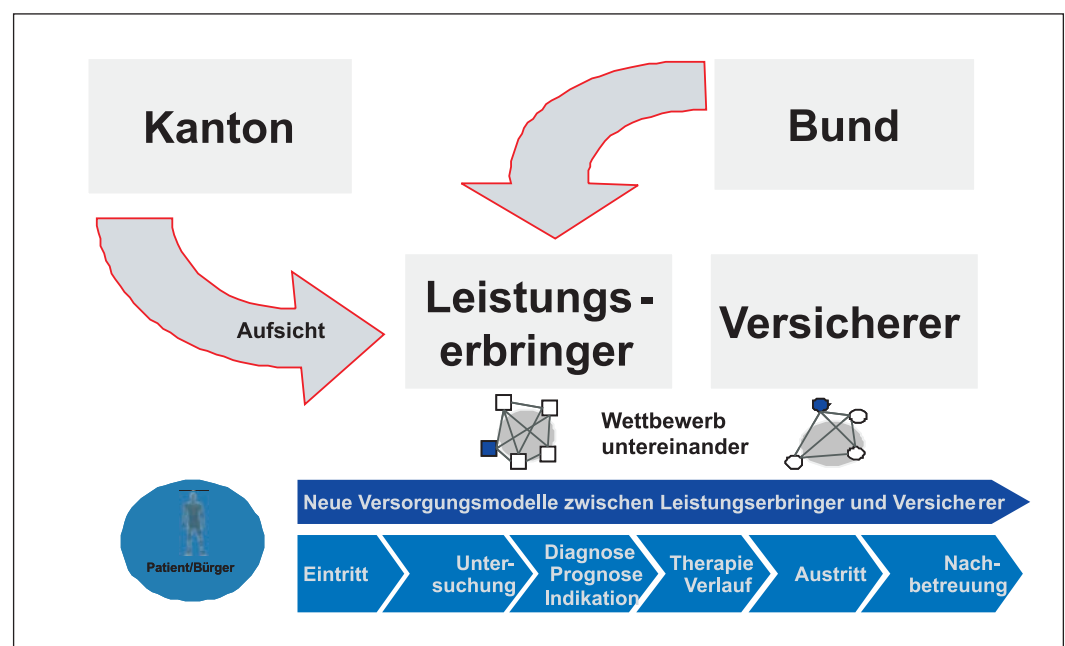 Kanton
Bund
Aufsicht
Leistungs-
erbringer
Versicherer
Wettbewerb
untereinander
Neue Versorgungsmodelle zwischen Leistungserbringer und Versicherer
Patient/Bürger
Eintritt
Unter-
suchung
Diagnose
Prognose
Indikation
Therapie
Verlauf
Austritt
Nach-
betreuung